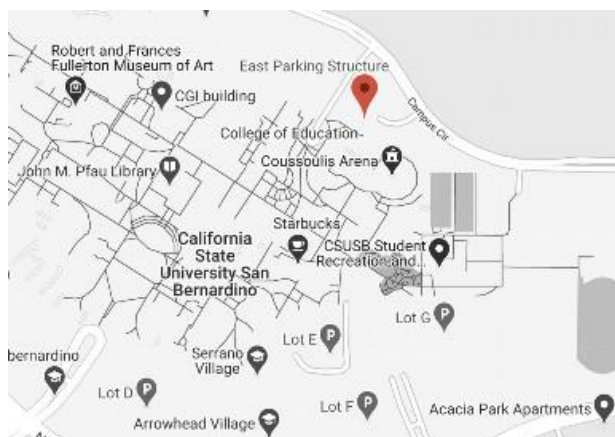 Robert and Frances
Fullerton Museum of Art
East Parking Structure
CGI building
Campus Cir
College of Education-
Coussoulis Arena
John M. Pfau Library
Starbucks
California
State
University San
Bernardino
CSUSB Student
Recreation and...
Lot G
Lot E
Serrano
Village
bernardino
Lot D
Lot F
Arrowhead Village
Acacia Park Apartments
P
P
P
P